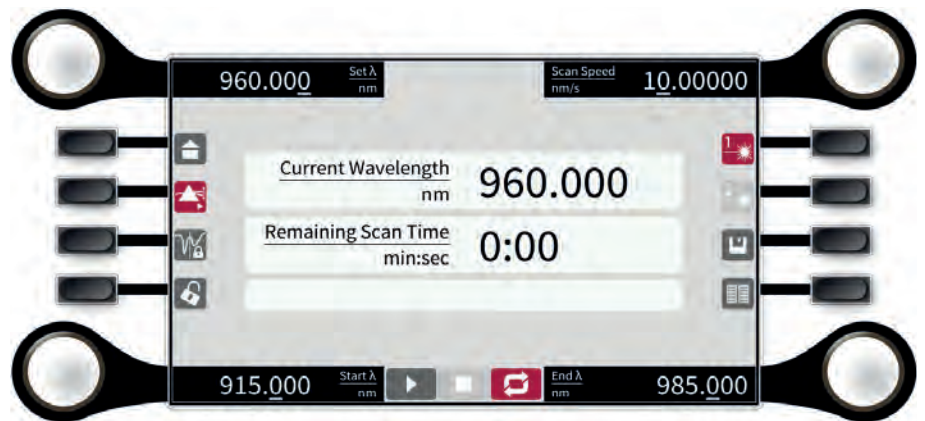 960.000 Set λ nm
Scan Speed nm/s 10.00000
1
Current Wavelength
nm
960.000
Remaining Scan Time
min:sec
0:00
915.000 Start λ nm
End λ nm 985.000